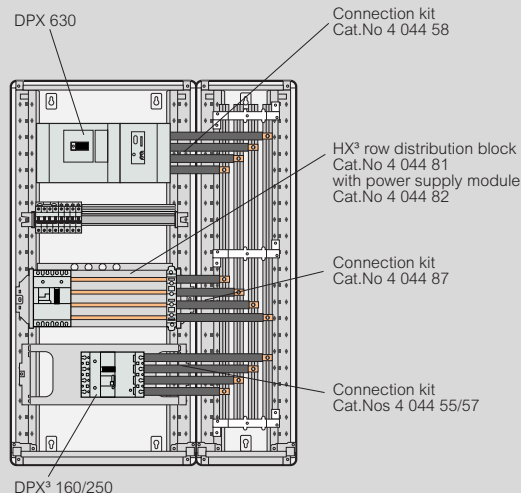 DPX 630
Connection kit
Cat.No 4 044 58
HX³ row distribution block
Cat.No 4 044 81
with power supply module
Cat.No 4 044 82
Connection kit
Cat.No 4 044 87
Connection kit
Cat.Nos 4 044 55/57
DPX³ 160/250